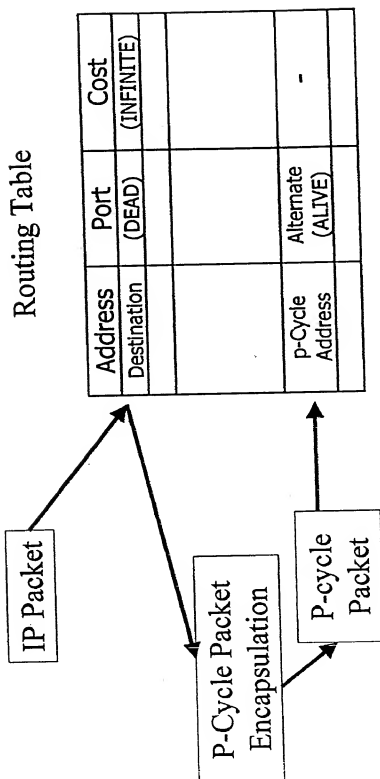 Routing Table
Address Port Cost
Destination (DEAD) (INFINITE)
p-Cycle Alternate -
Address (ALIVE)
IP Packet
P-Cycle Packet
Encapsulation
P-cycle
Packet